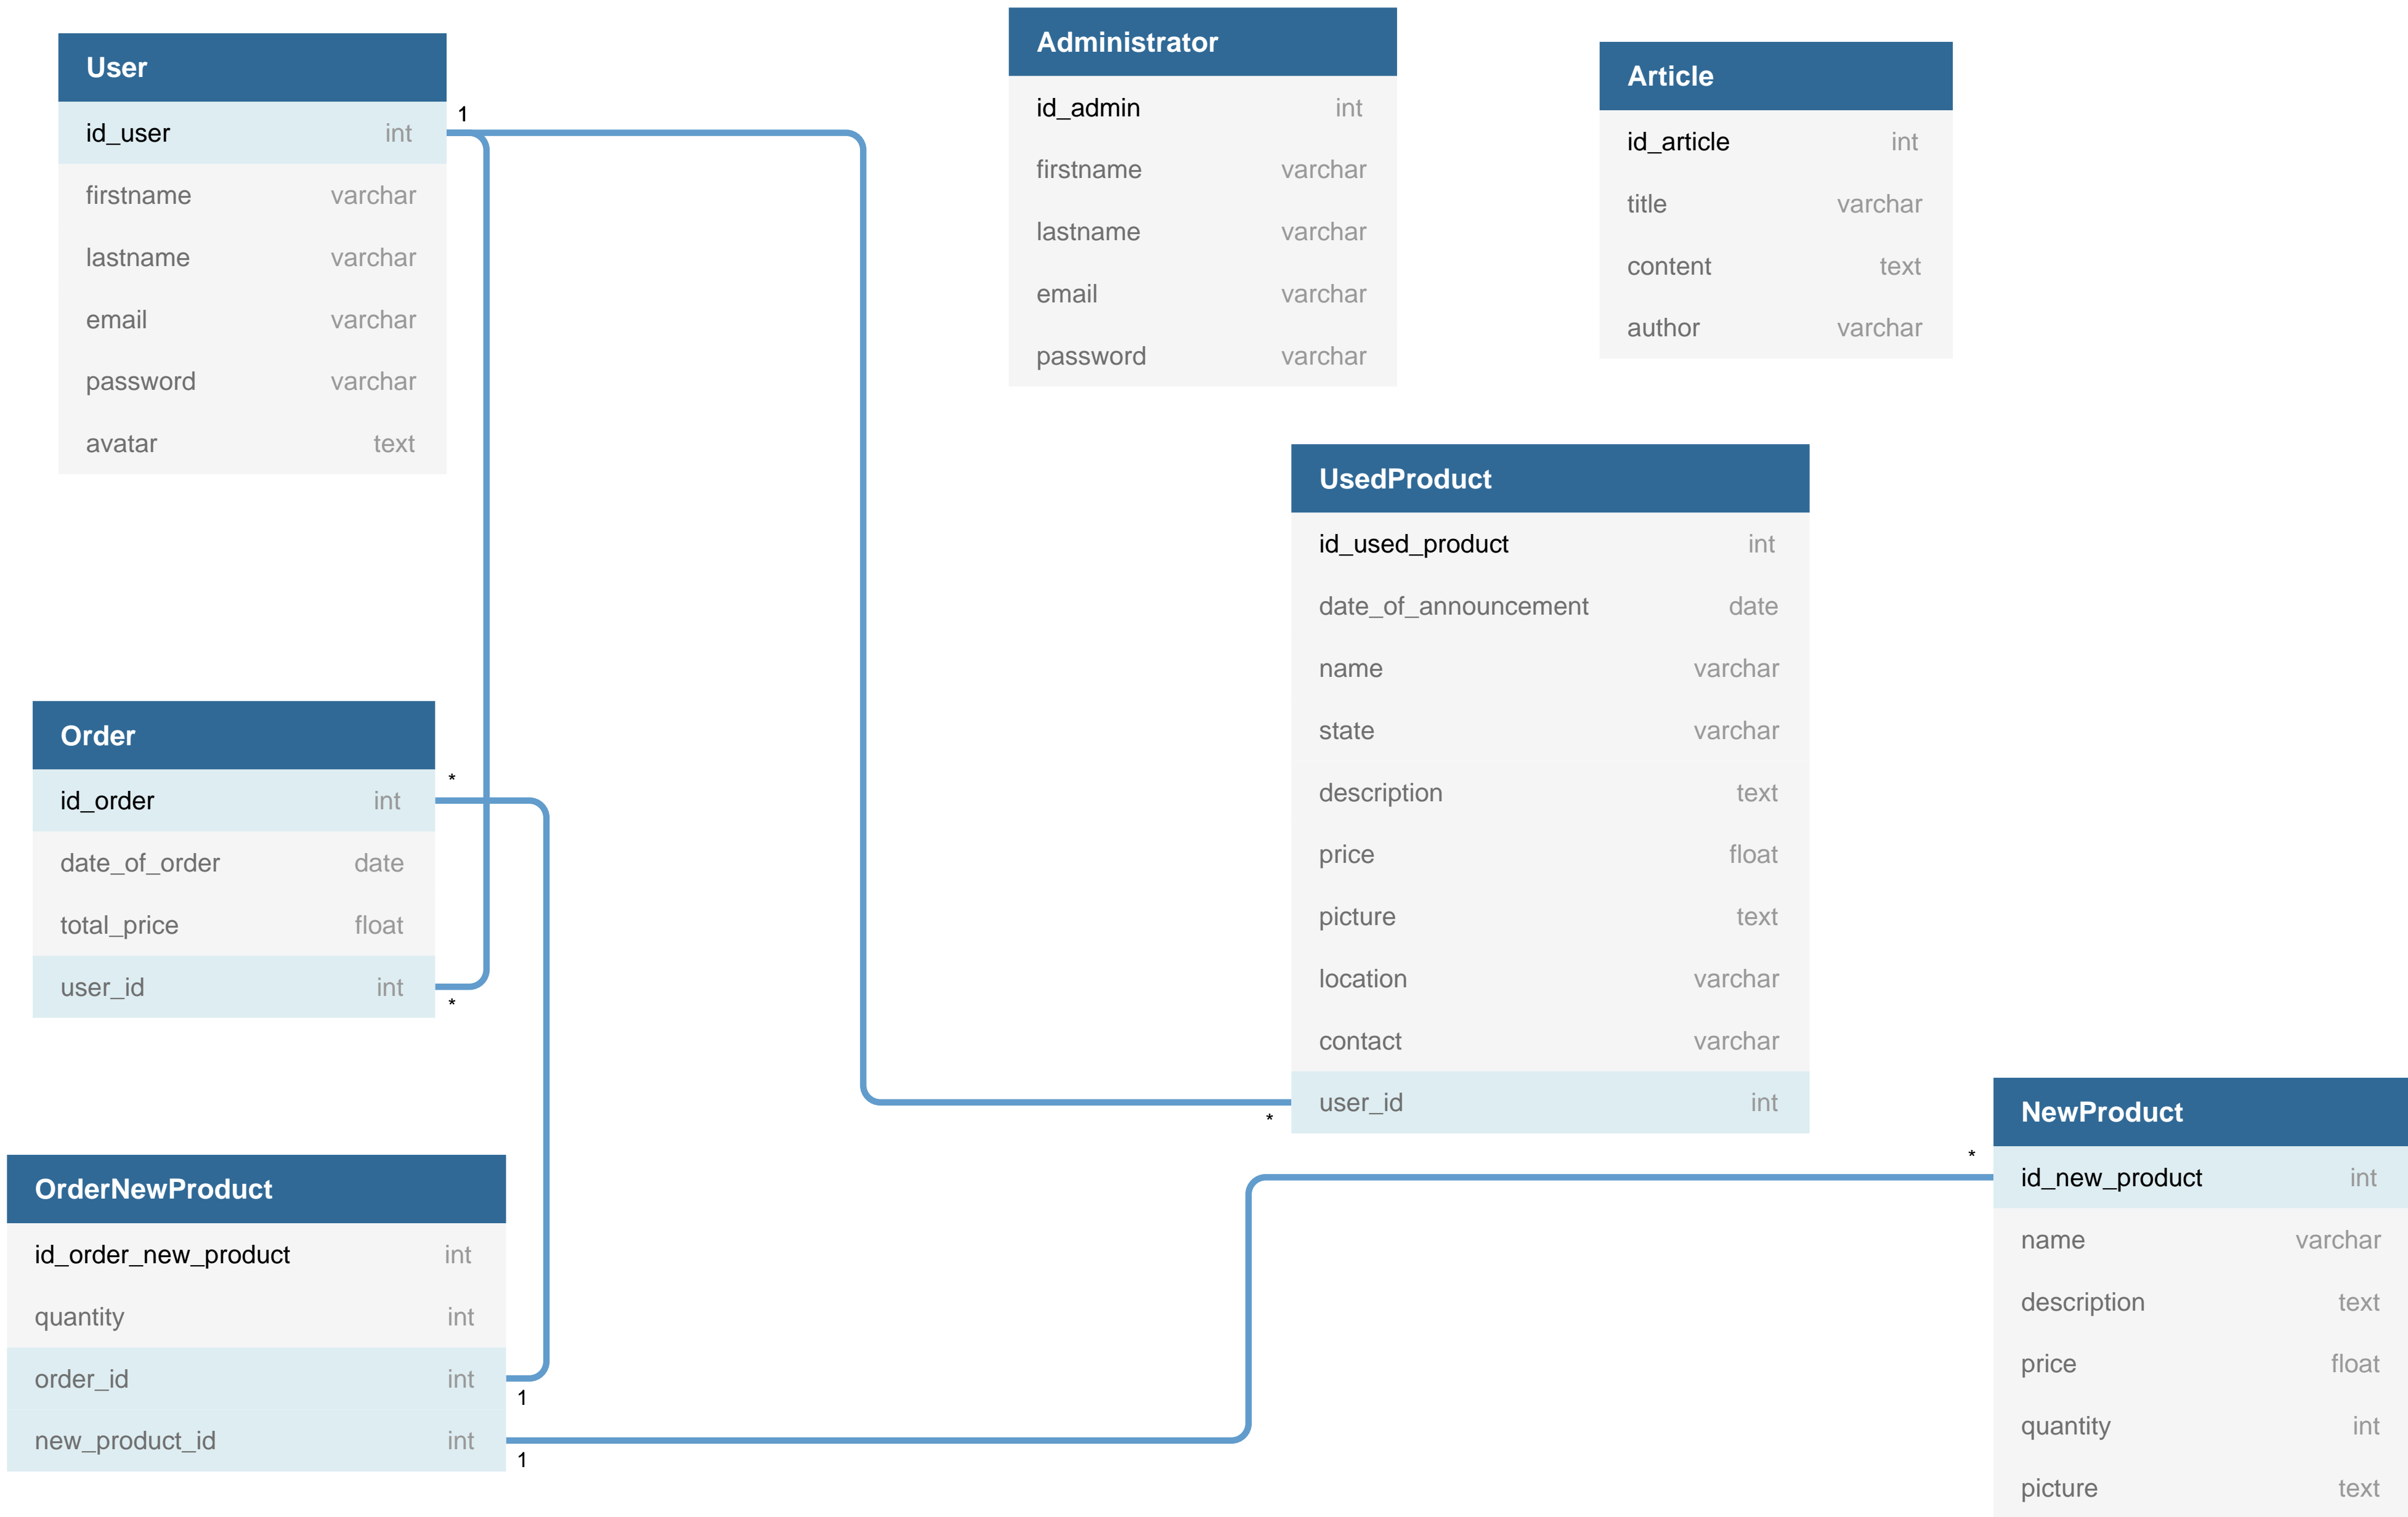 User
id_user int
firstname varchar
lastname varchar
email varchar
password varchar
avatar text
1
Administrator
id_admin int
firstname varchar
lastname varchar
email varchar
password varchar
Article
id_article int
title varchar
content text
author varchar
UsedProduct
id_used_product int
date_of_announcement date
name varchar
state varchar
description text
price float
picture text
location varchar
contact varchar
user_id int
*
Order
id_order int
date_of_order date
total_price float
user_id int
*
*
OrderNewProduct
id_order_new_product int
quantity int
order_id int
new_product_id int
1
1
NewProduct
*
id_new_product int
name varchar
description text
price float
quantity int
picture text